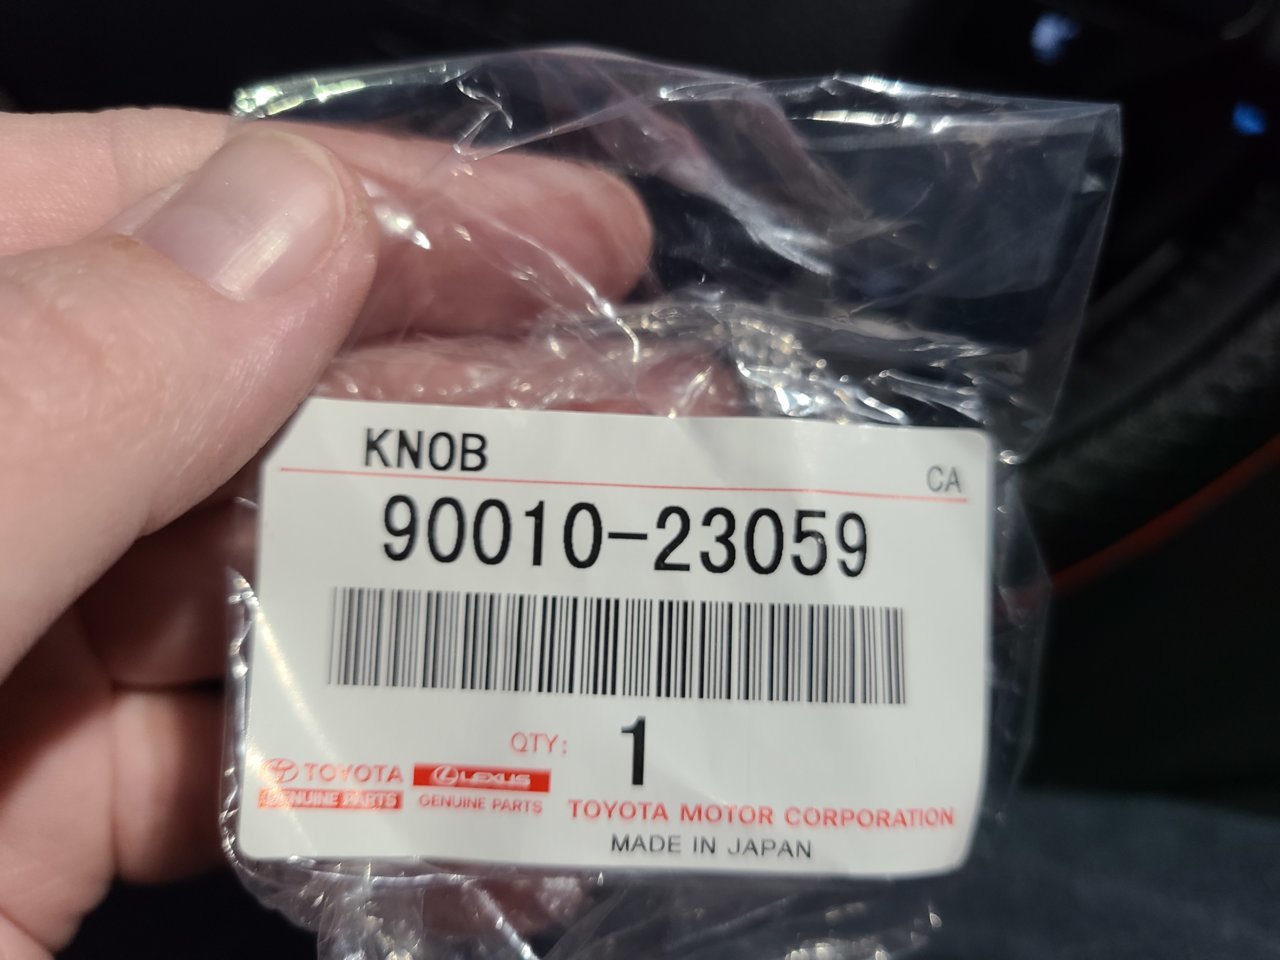 KNOB
CA
90010-23059
QTY: 1
TOYOTA
GENUINE PARTS
LEXUS
GENUINE PARTS
TOYOTA MOTOR CORPORATION
MADE IN JAPAN